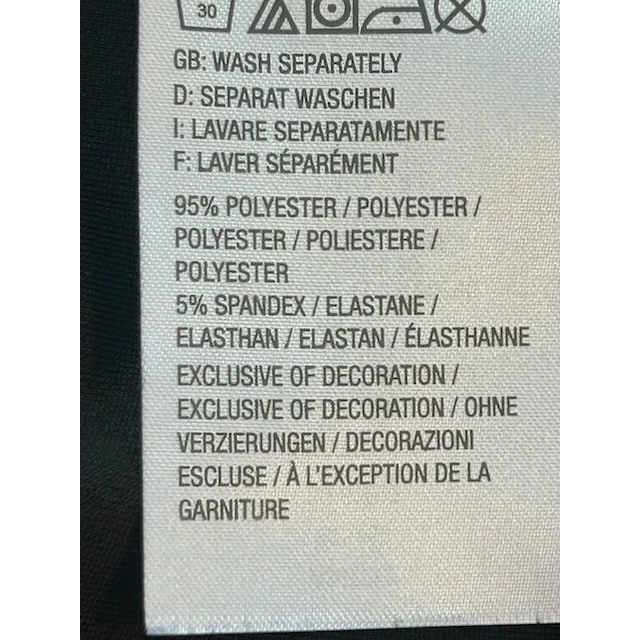 30
GB: WASH SEPARATELY
D: SEPARAT WASCHEN
I: LAVARE SEPARATAMENTE
F: LAVER SÉPARÉMENT
95% POLYESTER / POLYESTER /
POLYESTER / POLIESTERE /
POLYESTER
5% SPANDEX / ELASTANE /
ELASTHAN / ELASTAN / ÉLASTHANNE
EXCLUSIVE OF DECORATION /
EXCLUSIVE OF DECORATION / OHNE
VERZIERUNGEN / DECORAZIONI
ESCLUSE / À L'EXCEPTION DE LA
GARNITURE